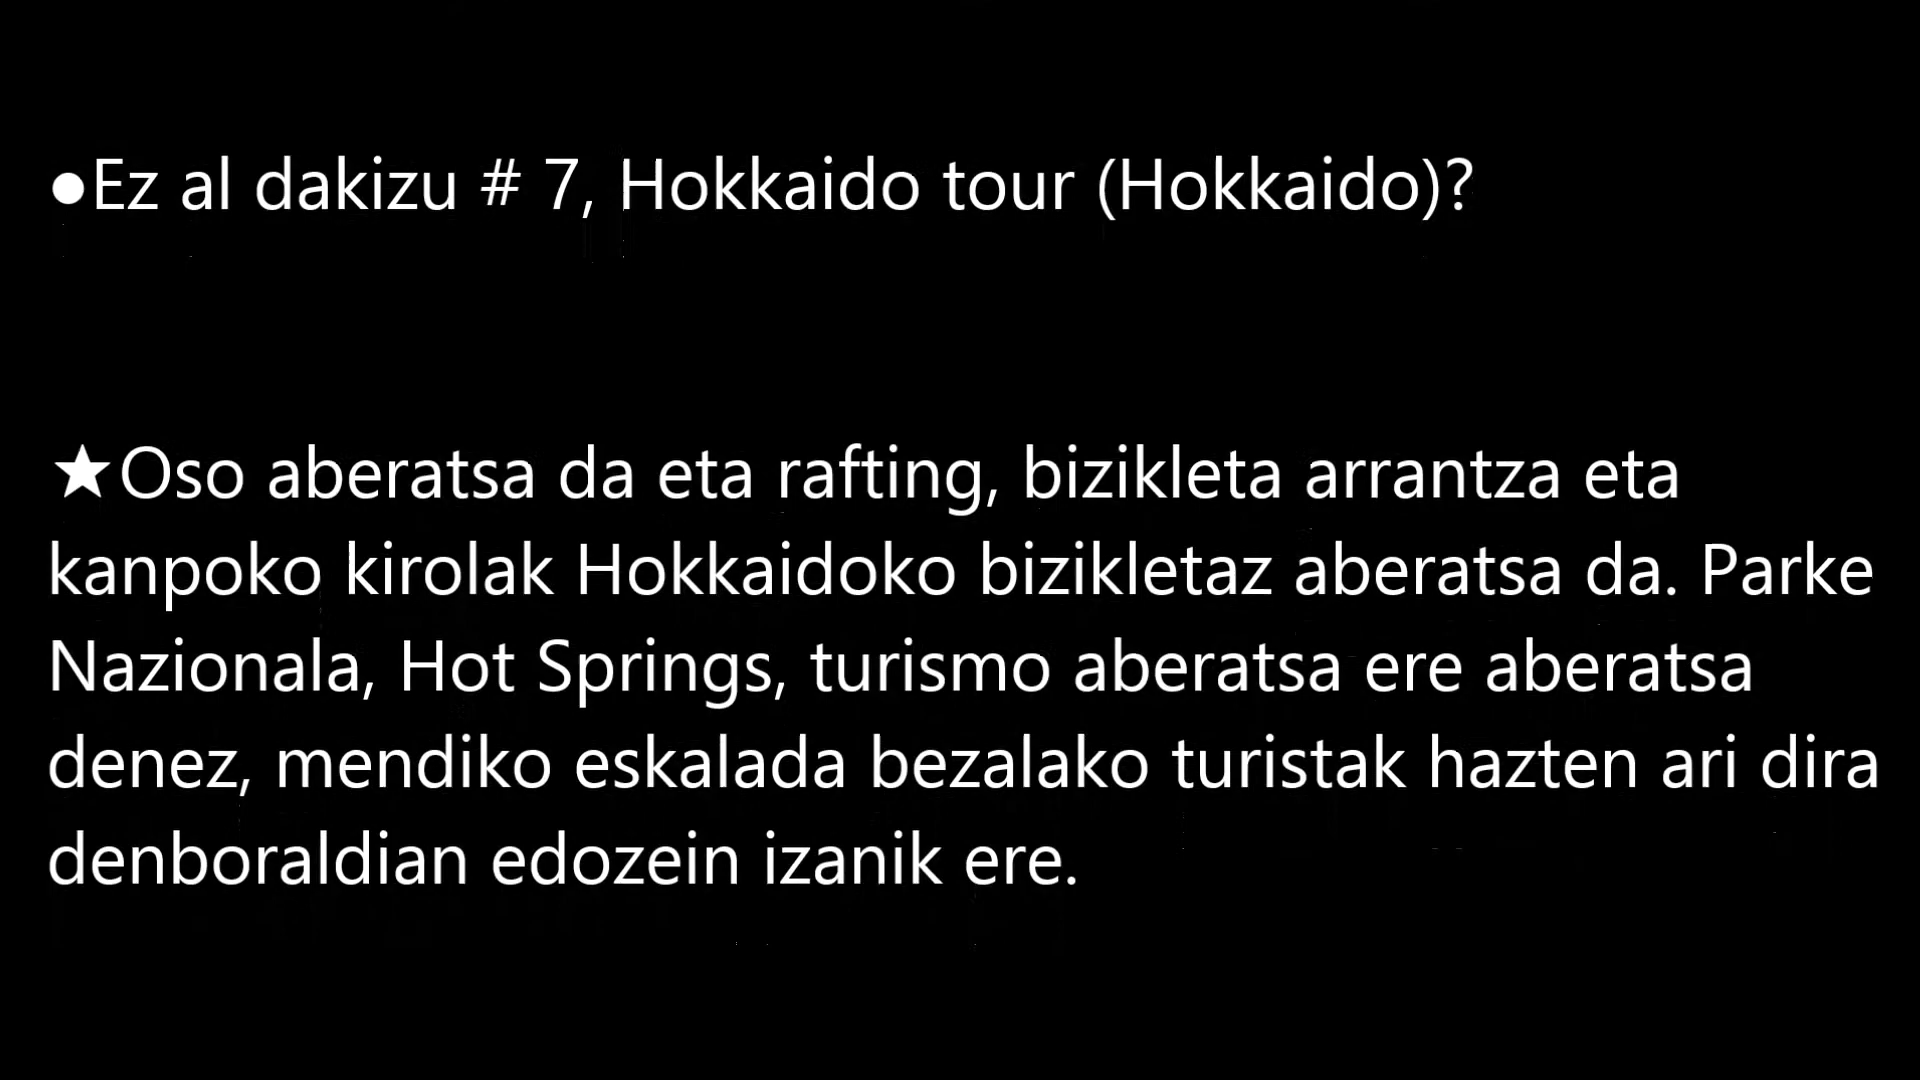 ●Ez al dakizu # 7, Hokkaido tour (Hokkaido)?
★Oso aberatsa da eta rafting, bizikleta arrantza eta
kanpoko kirolak Hokkaidoko bizikletaz aberatsa da. Parke
Nazionala, Hot Springs, turismo aberatsa ere aberatsa
denez, mendiko eskalada bezalako turistak hazten ari dira
denboraldian edozein izanik ere.